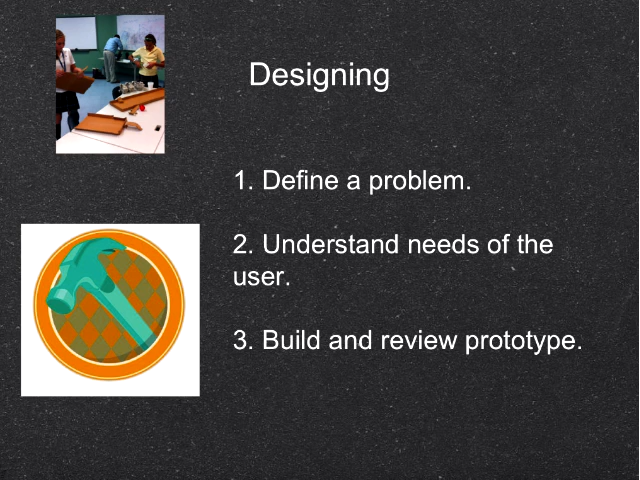 Designing
1. Define a problem.
2. Understand needs of the
user.
3. Build and review prototype.